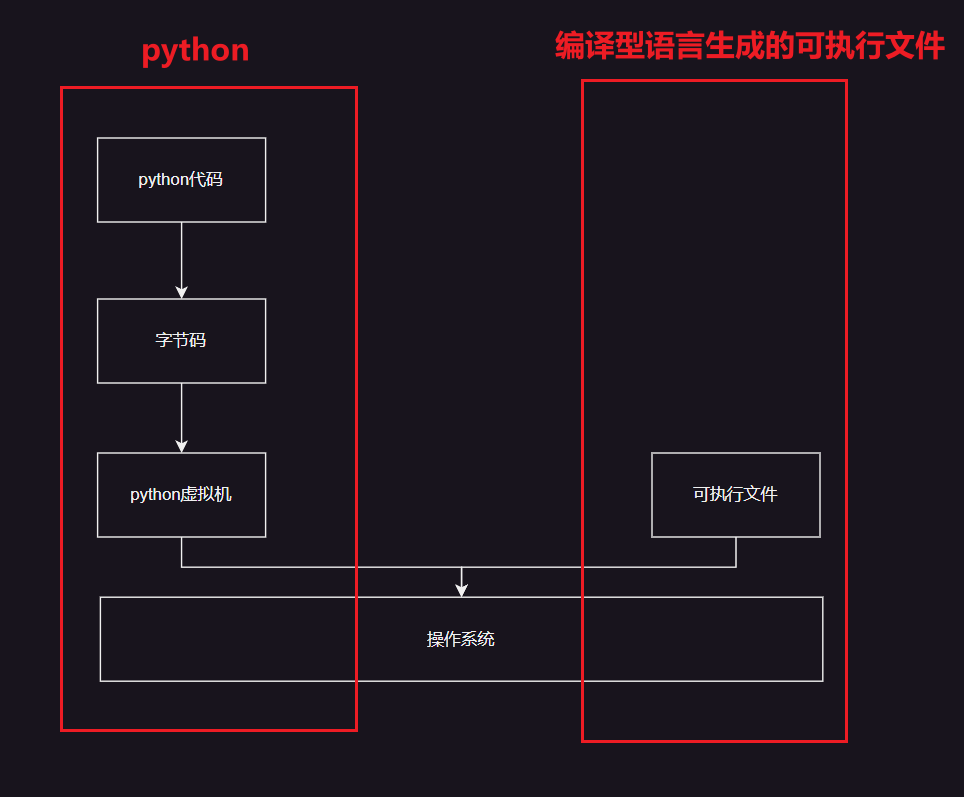 python
编译型语言生成的可执行文件
python代码
字节码
python虚拟机
可执行文件
操作系统